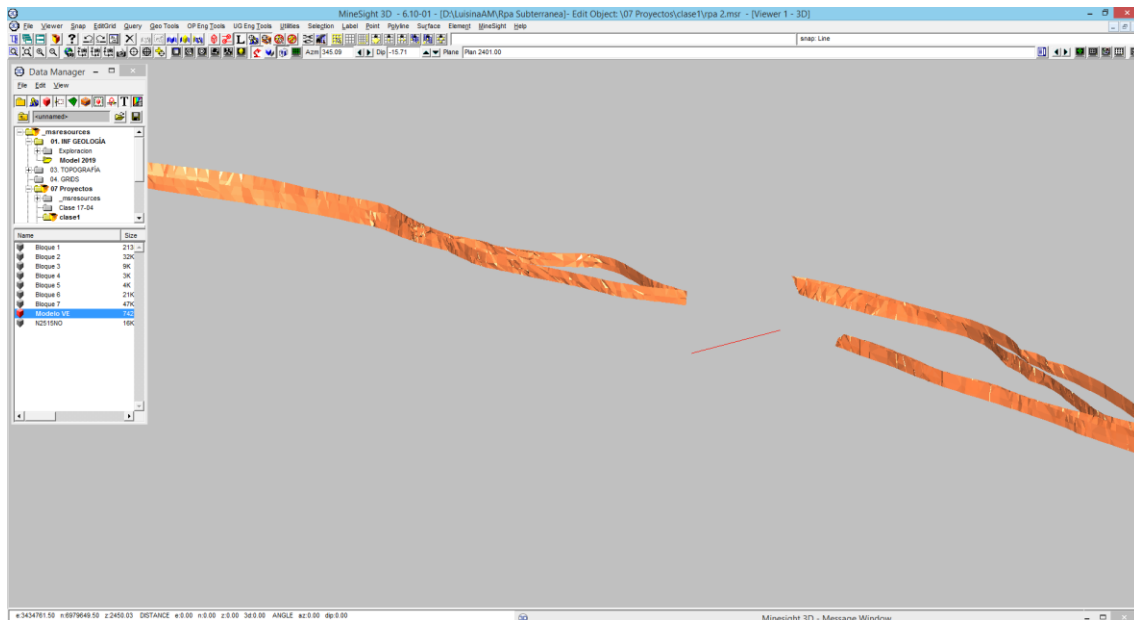 MineSight 3D - 6.10-01 - [D:\LuisinaAM\Rpa Subterranea]- Edit Object: \07 Proyectos\clase1\rpa 2.msr - [Viewer 1 - 3D]
File Viewer Snap EditGrid Query Geo Tools OP Eng Tools UG Eng Tools Utilities Selection Label Point Polyline Surface Element MineSight Help
snap: Line
Azm 345.09 Dip -15.71 Plane Plan 2401.00
Data Manager
File Edit View
<unnamed>
_msresources
01. INF GEOLOGÍA
Exploracion
Model 2019
03. TOPOGRAFÍA
04. GRIDS
07 Proyectos
_msresources
Clase 17-04
clase1
Name Size
Bloque 1 213
Bloque 2 32K
Bloque 3 9K
Bloque 4 3K
Bloque 5 4K
Bloque 6 21K
Bloque 7 47K
Modelo VE 742
N2515NO 16K
e:3434761.50 n:6979649.50 z:2450.03 DISTANCE e:0.00 n:0.00 z:0.00 3d:0.00 ANGLE az:0.00 dip:0.00
Minesight 3D - Message Window